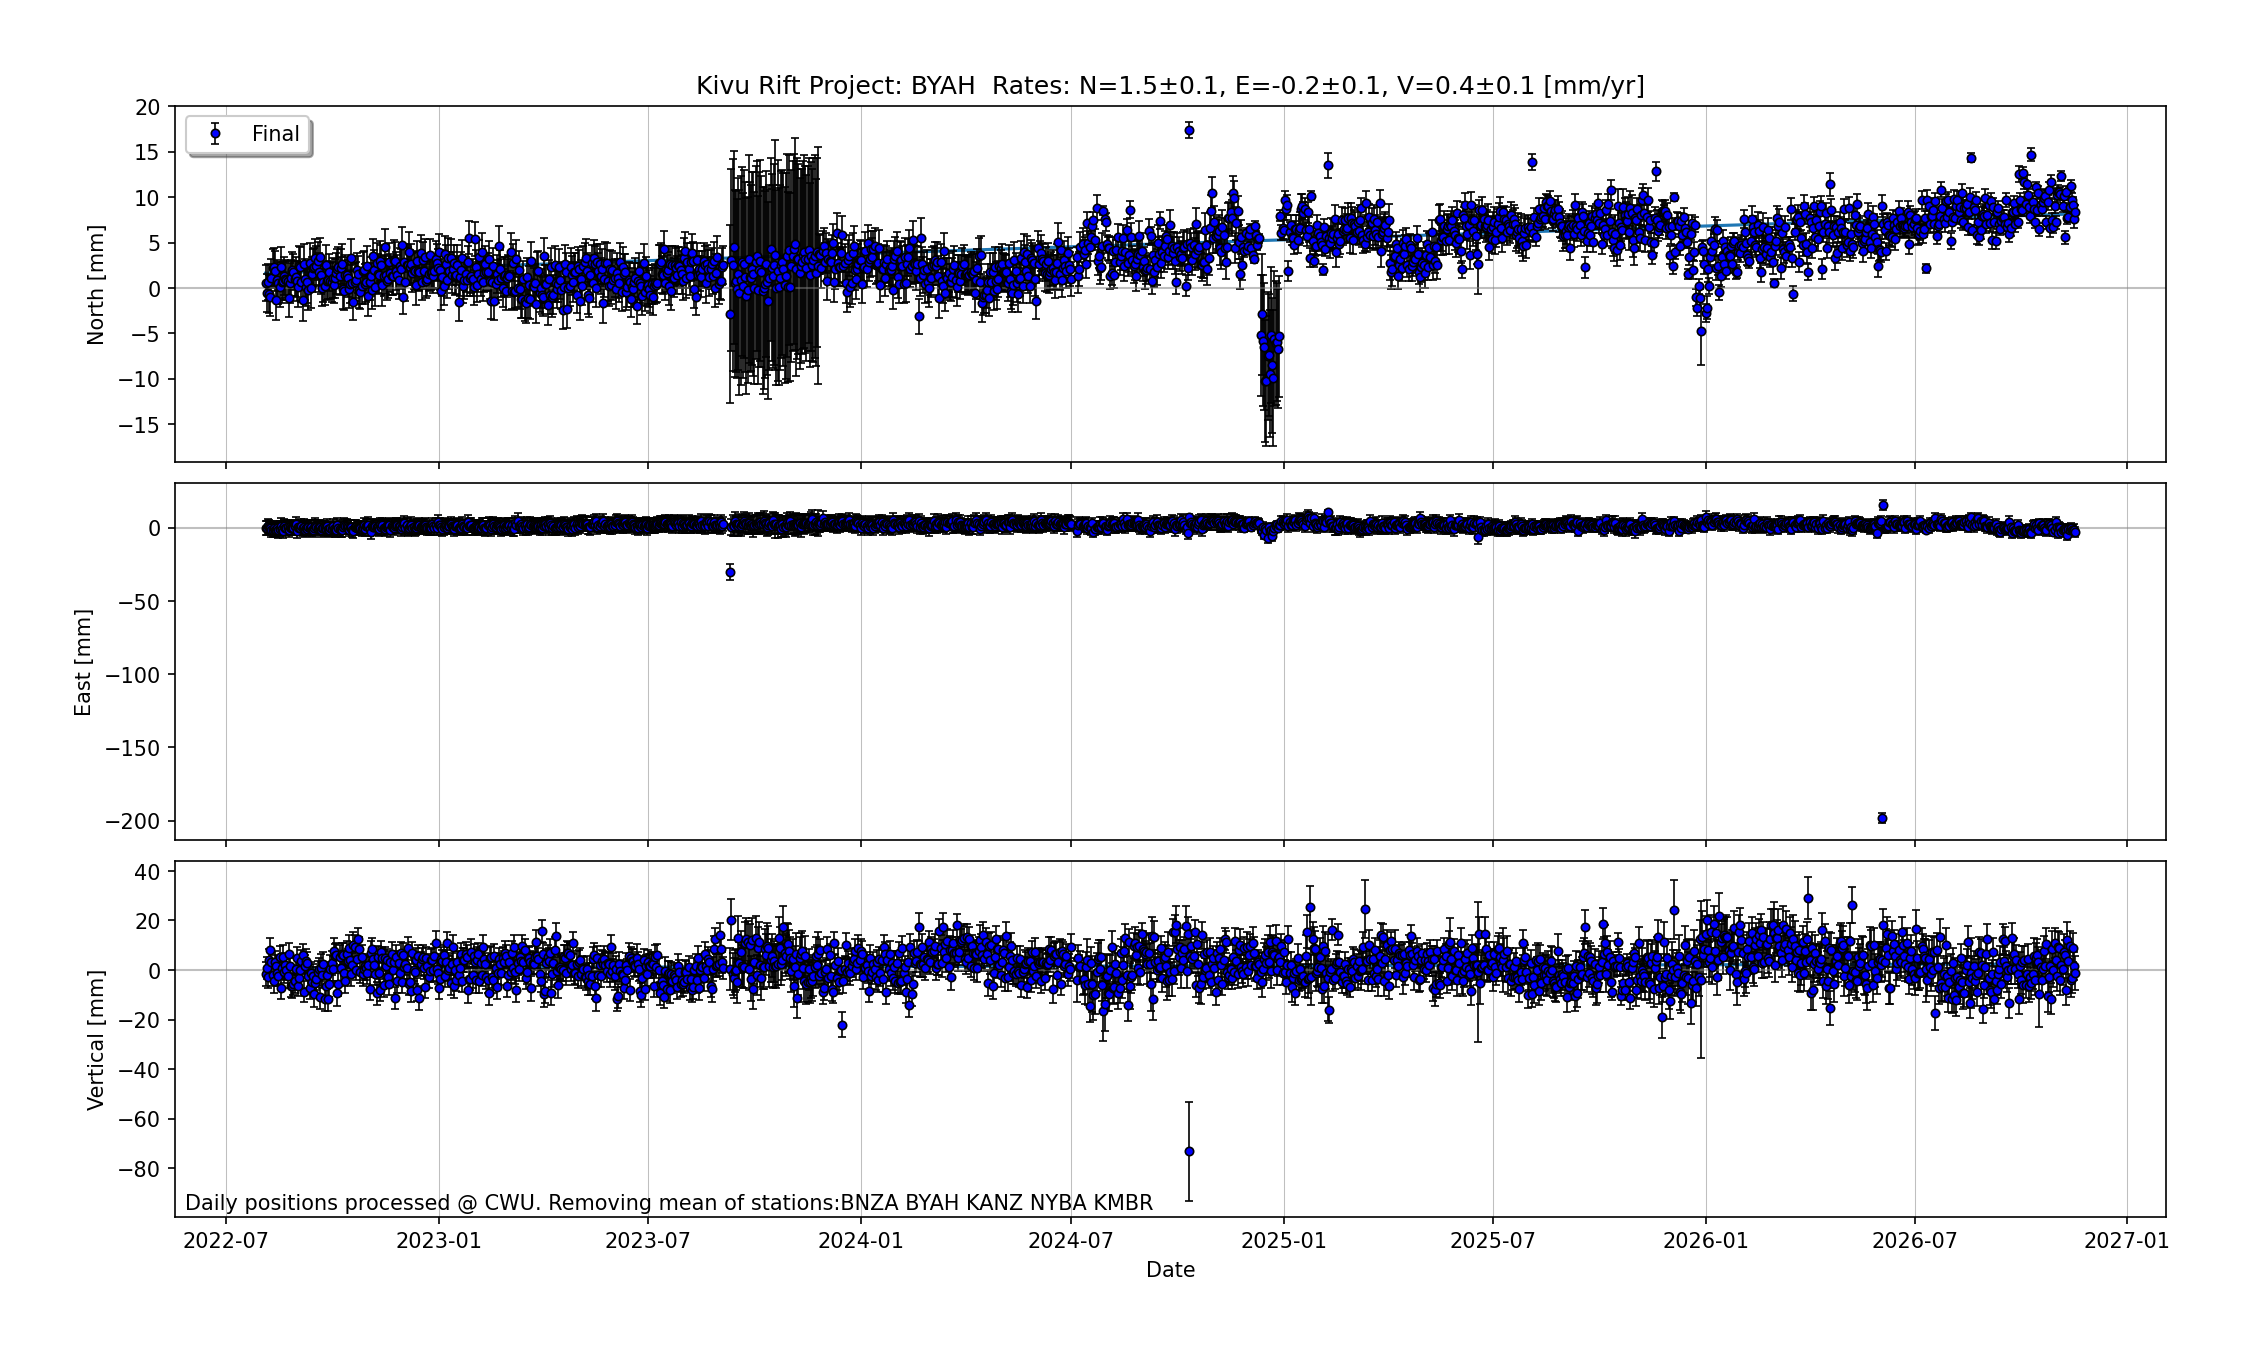 Kivu Rift Project: BYAH  Rates: N=1.5±0.1, E=-0.2±0.1, V=0.4±0.1 [mm/yr]
Final
North [mm]
20
15
10
5
0
−5
−10
−15
East [mm]
0
−50
−100
−150
−200
Vertical [mm]
40
20
0
−20
−40
−60
−80
Daily positions processed @ CWU. Removing mean of stations:BNZA BYAH KANZ NYBA KMBR
2022-07 2023-01 2023-07 2024-01 2024-07 2025-01 2025-07 2026-01 2026-07 2027-01
Date